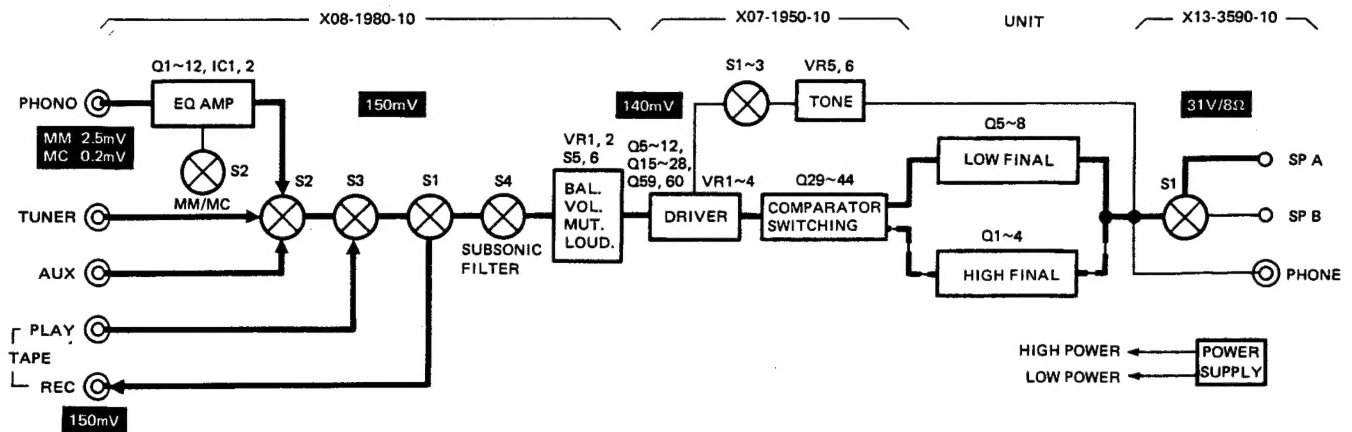 X08-1980-10
X07-1950-10
UNIT
X13-3590-10
Q1~12, IC1, 2
PHONO
EQ AMP
150mV
MM 2.5mV
MC 0.2mV
S2
MM/MC
TUNER
AUX
PLAY
TAPE
REC
150mV
S2
S3
S1
S4
SUBSONIC
FILTER
VR1, 2
S5, 6
BAL.
VOL.
MUT.
LOUD.
140mV
Q5~12,
Q15~28,
Q59, 60
VR1~4
DRIVER
S1~3
VR5, 6
TONE
Q29~44
COMPARATOR
SWITCHING
Q5~8
LOW FINAL
Q1~4
HIGH FINAL
31V/8Ω
S1
SP A
SP B
PHONE
HIGH POWER
LOW POWER
POWER
SUPPLY